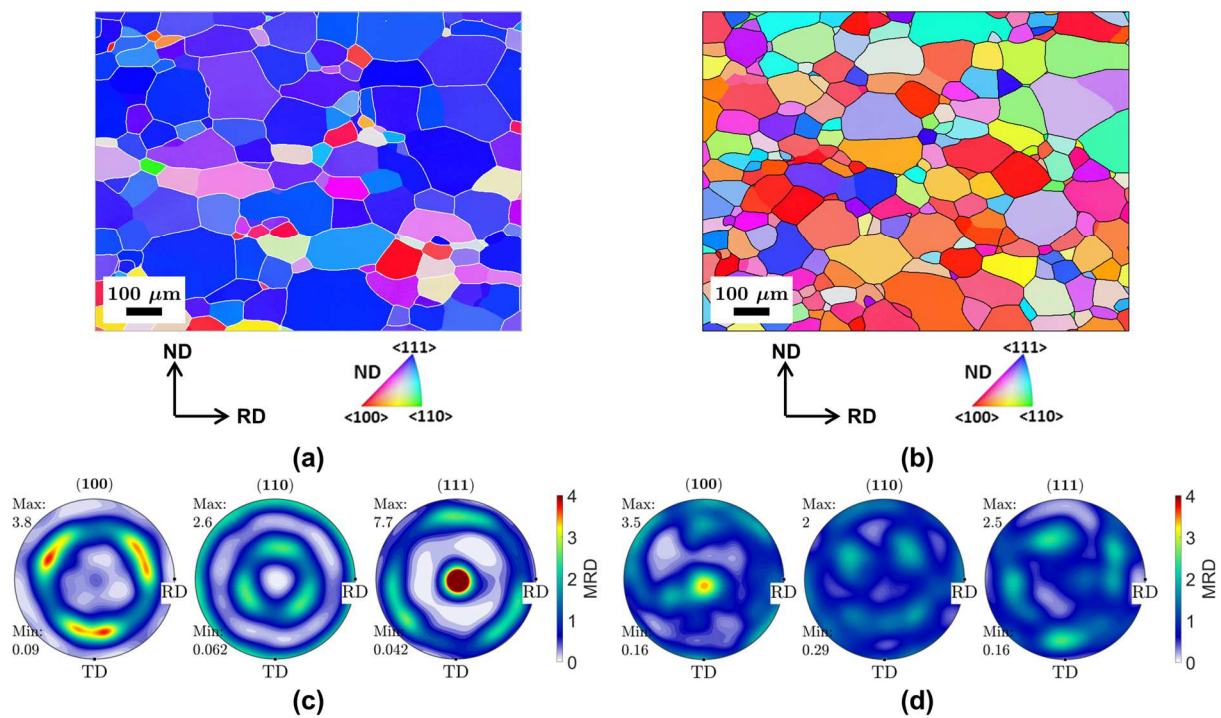 100 μm
100 μm
ND
RD
<111>
ND
<100>
<110>
ND
RD
<111>
ND
<100>
<110>
(a)
(b)
(100)
Max:
3.8
Min:
0.09
TD
RD
(110)
Max:
2.6
Min:
0.062
TD
RD
(111)
Max:
7.7
Min:
0.042
TD
RD
4
3
2
1
0
MRD
(100)
Max:
3.5
Min:
0.16
TD
RD
(110)
Max:
2
Min:
0.29
TD
RD
(111)
Max:
2.5
Min:
0.16
TD
RD
4
3
2
1
0
MRD
(c)
(d)